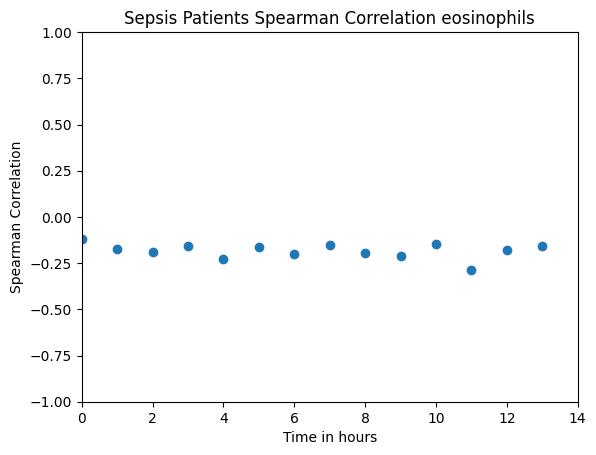 Sepsis Patients Spearman Correlation eosinophils
1.00
0.75
0.50
0.25
0.00
−0.25
−0.50
−0.75
−1.00
Spearman Correlation
0 2 4 6 8 10 12 14
Time in hours